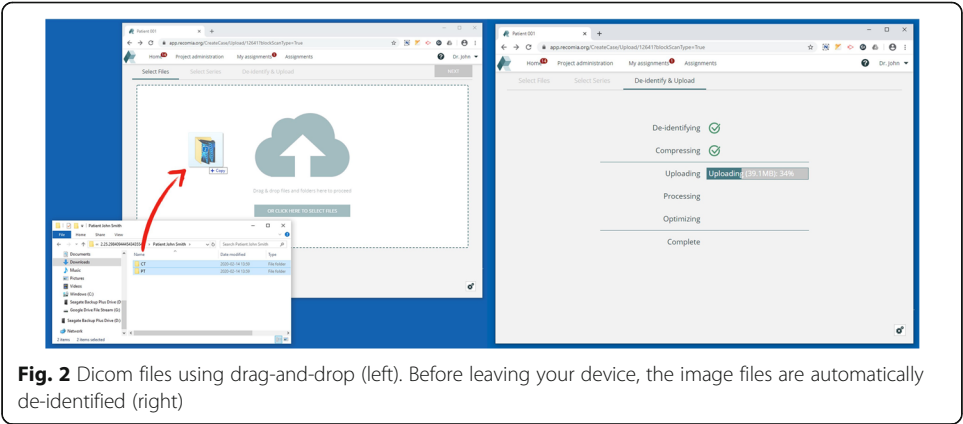 Patient 001
app.recomia.org/CreateCase/Upload/12641?blockScanType=True
Home 14 Project administration My assignments Assignments Dr. John
Select Files Select Series De-identify & Upload NEXT
+ Copy
Drag & drop files and folders here to proceed
OR CLICK HERE TO SELECT FILES
Patient John Smith
File Home Share View
Patient John Smith Search Patient John Smith
Name Date modified Type
Documents
Downloads
Music
Pictures
Videos
Windows (C:)
Seagate Backup Plus Drive (D
Google Drive File Stream (G:)
Seagate Backup Plus Drive (D:)
Network
CT 2020-02-14 13:59 File folder
PT 2020-02-14 13:59 File folder
2 items 2 items selected
Patient 001
app.recomia.org/CreateCase/Upload/12641?blockScanType=True
Home Project administration My assignments Assignments Dr. John
Select Files Select Series De-identify & Upload
De-identifying
Compressing
Uploading Uploading (39.1MB): 34%
Processing
Optimizing
Complete
Fig. 2 Dicom files using drag-and-drop (left). Before leaving your device, the image files are automatically
de-identified (right)